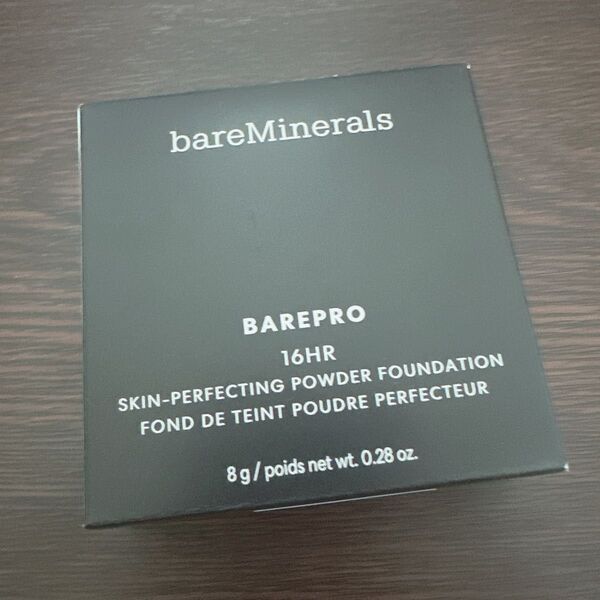 bareMinerals
BAREPRO
16HR
SKIN-PERFECTING POWDER FOUNDATION
FOND DE TEINT POUDRE PERFECTEUR
8 g / poids net wt. 0.28 oz.